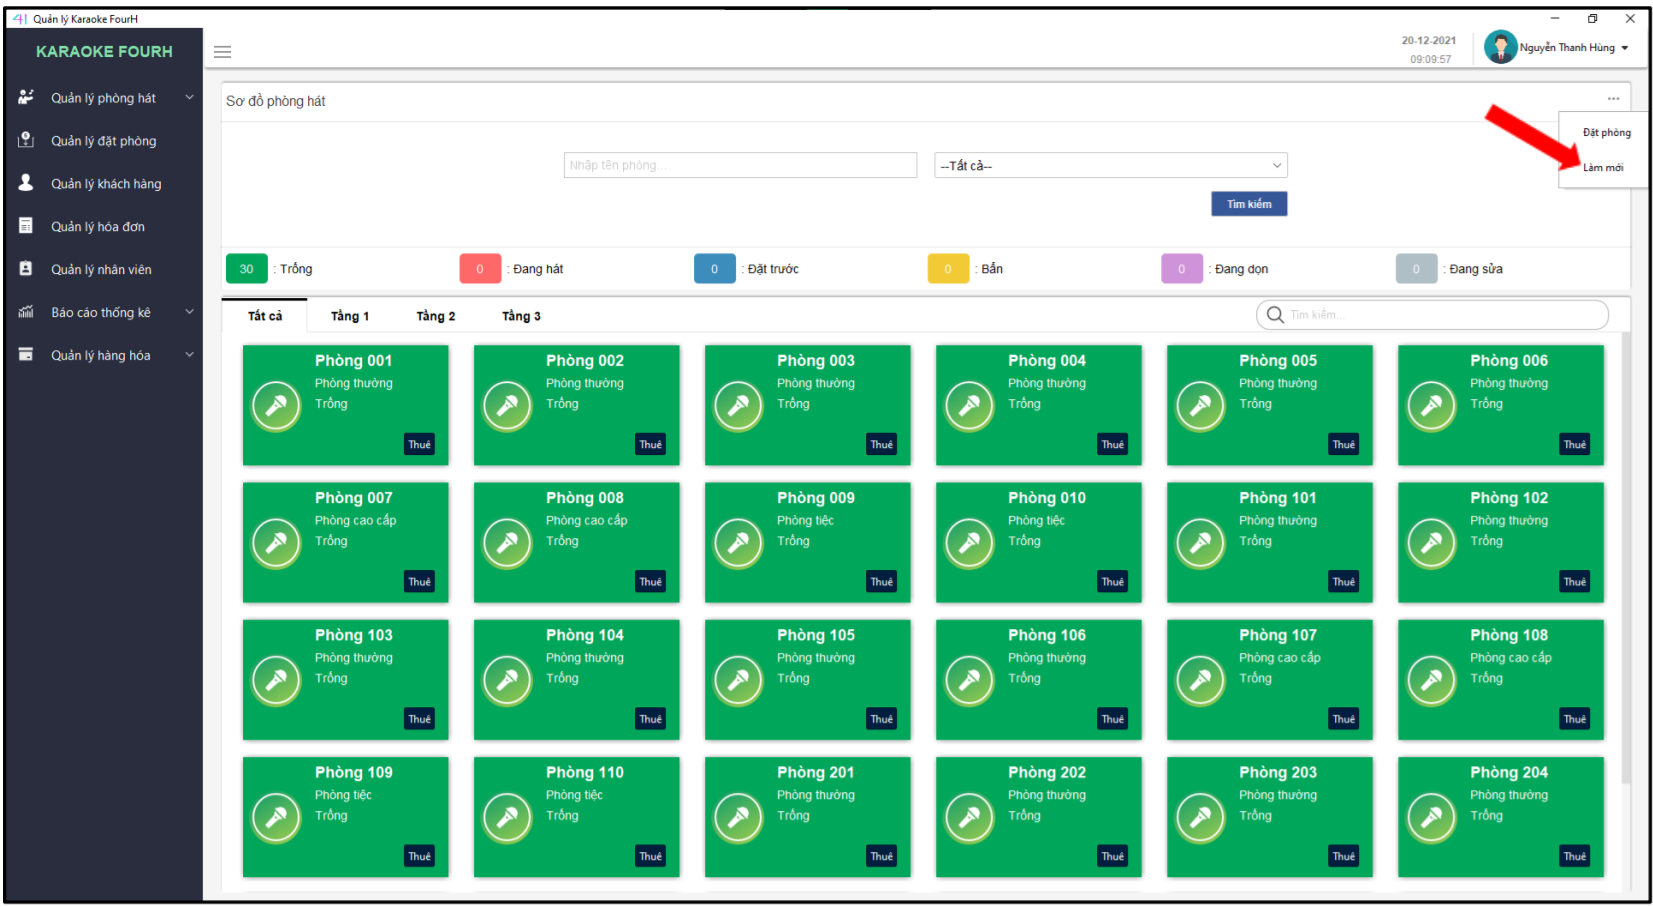 Quản lý Karaoke FourH
KARAOKE FOURH
20-12-2021
09:09:57
Nguyễn Thanh Hùng
Quản lý phòng hát
Quản lý đặt phòng
Quản lý khách hàng
Quản lý hóa đơn
Quản lý nhân viên
Báo cáo thống kê
Quản lý hàng hóa
Sơ đồ phòng hát
...
Đặt phòng
Làm mới
Nhập tên phòng...
--Tất cả--
Tìm kiếm
30 : Trống
0 : Đang hát
0 : Đặt trước
0 : Bẩn
0 : Đang dọn
0 : Đang sửa
Tất cả Tầng 1 Tầng 2 Tầng 3
Tìm kiếm...
Phòng 001
Phòng thường
Trống
Thuê
Phòng 002
Phòng thường
Trống
Thuê
Phòng 003
Phòng thường
Trống
Thuê
Phòng 004
Phòng thường
Trống
Thuê
Phòng 005
Phòng thường
Trống
Thuê
Phòng 006
Phòng thường
Trống
Thuê
Phòng 007
Phòng cao cấp
Trống
Thuê
Phòng 008
Phòng cao cấp
Trống
Thuê
Phòng 009
Phòng tiệc
Trống
Thuê
Phòng 010
Phòng tiệc
Trống
Thuê
Phòng 101
Phòng thường
Trống
Thuê
Phòng 102
Phòng thường
Trống
Thuê
Phòng 103
Phòng thường
Trống
Thuê
Phòng 104
Phòng thường
Trống
Thuê
Phòng 105
Phòng thường
Trống
Thuê
Phòng 106
Phòng thường
Trống
Thuê
Phòng 107
Phòng cao cấp
Trống
Thuê
Phòng 108
Phòng cao cấp
Trống
Thuê
Phòng 109
Phòng tiệc
Trống
Thuê
Phòng 110
Phòng tiệc
Trống
Thuê
Phòng 201
Phòng thường
Trống
Thuê
Phòng 202
Phòng thường
Trống
Thuê
Phòng 203
Phòng thường
Trống
Thuê
Phòng 204
Phòng thường
Trống
Thuê